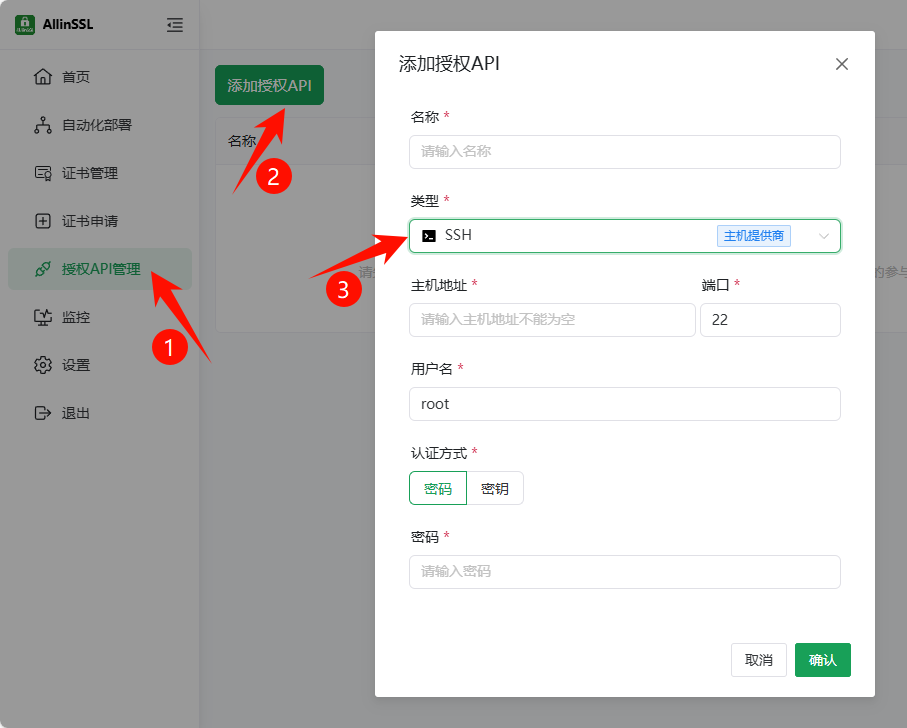 AllinSSL
首页
自动化部署
证书管理
证书申请
授权API管理
监控
设置
退出
添加授权API
名称
1
2
3
添加授权API
名称 *
请输入名称
类型 *
SSH
主机提供商
主机地址 *
端口 *
请输入主机地址不能为空
22
用户名 *
root
认证方式 *
密码
密钥
密码 *
请输入密码
取消
确认